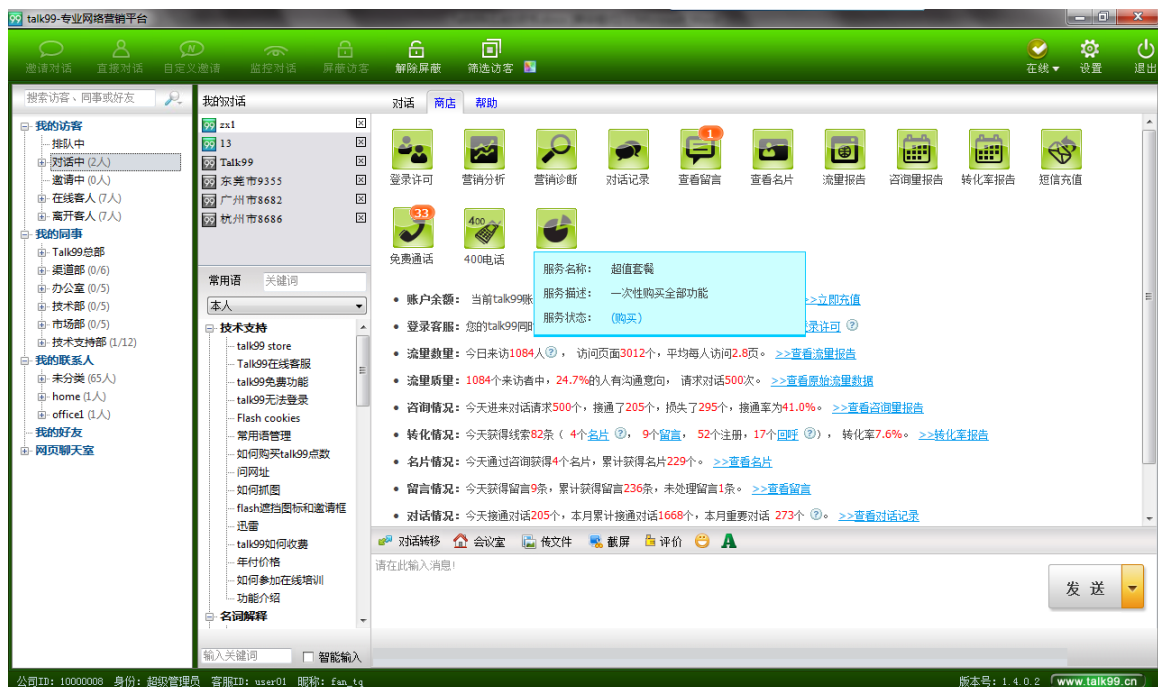 talk99-专业网络营销平台
邀请对话 直接对话 自定义邀请 监控对话 屏蔽访客 解除屏蔽 筛选访客 在线 设置 退出
搜索访客、同事或好友
我的访客
排队中
对话中 (2人)
邀请中 (0人)
在线客人 (7人)
离开客人 (7人)
我的同事
Talk99总部
渠道部 (0/6)
办公室 (0/5)
技术部 (0/5)
市场部 (0/5)
技术支持部 (1/12)
我的联系人
未分类 (65人)
home (1人)
office1 (1人)
我的好友
网页聊天室
我的对话
99 zx1
99 13
99 Talk99
99 东莞市9355
99 广州市8682
99 杭州市8686
常用语 关键词
本人
技术支持
talk99 store
Talk99在线客服
talk99免费功能
talk99无法登录
Flash cookies
常用语管理
如何购买talk99点数
问网址
如何抓图
flash遮挡图标和邀请框
迅雷
talk99如何收费
年付价格
如何参加在线培训
功能介绍
名词解释
输入关键词 智能输入
对话 商店 帮助
1
登录许可 营销分析 营销诊断 对话记录 查看留言 查看名片 流量报告 咨询量报告 转化率报告 短信充值
33 400
免费通话 400电话
服务名称: 超值套餐
服务描述: 一次性购买全部功能
服务状态: (购买)
账户余额: 当前talk99账 >>立即充值
登录客服: 您的talk99同时 录许可
流量数量: 今日来访1084人, 访问页面3012个, 平均每人访问2.8页。 >>查看流量报告
流量质量: 1084个来访者中, 24.7%的人有沟通意向, 请求对话500次。 >>查看原始流量数据
咨询情况: 今天进来对话请求500个, 接通了205个, 损失了295个, 接通率为41.0%。 >>查看咨询量报告
转化情况: 今天获得线索82条 ( 4个名片, 9个留言, 52个注册, 17个回呼 ), 转化率7.6%。 >>转化率报告
名片情况: 今天通过咨询获得4个名片, 累计获得名片229个。 >>查看名片
留言情况: 今天获得留言9条, 累计获得留言236条, 未处理留言1条。 >>查看留言
对话情况: 今天接通对话205个, 本月累计接通对话1668个, 本月重要对话 273个 。 >>查看对话记录
对话转移 会议室 传文件 截屏 评价 A
请在此输入消息!
发 送
公司ID: 10000008 身份: 超级管理员 客服ID: user01 昵称: fan_tq 版本号: 1.4.0.2 www.talk99.cn